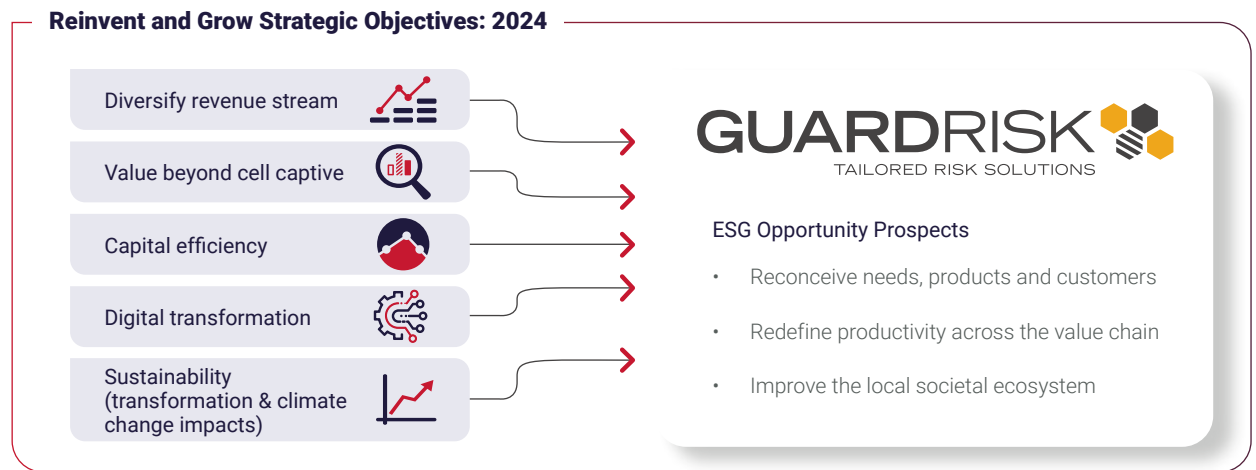 Reinvent and Grow Strategic Objectives: 2024
Diversify revenue stream
Value beyond cell captive
Capital efficiency
Digital transformation
Sustainability
(transformation & climate
change impacts)
GUARDRISK
TAILORED RISK SOLUTIONS
ESG Opportunity Prospects
• Reconceive needs, products and customers
• Redefine productivity across the value chain
• Improve the local societal ecosystem